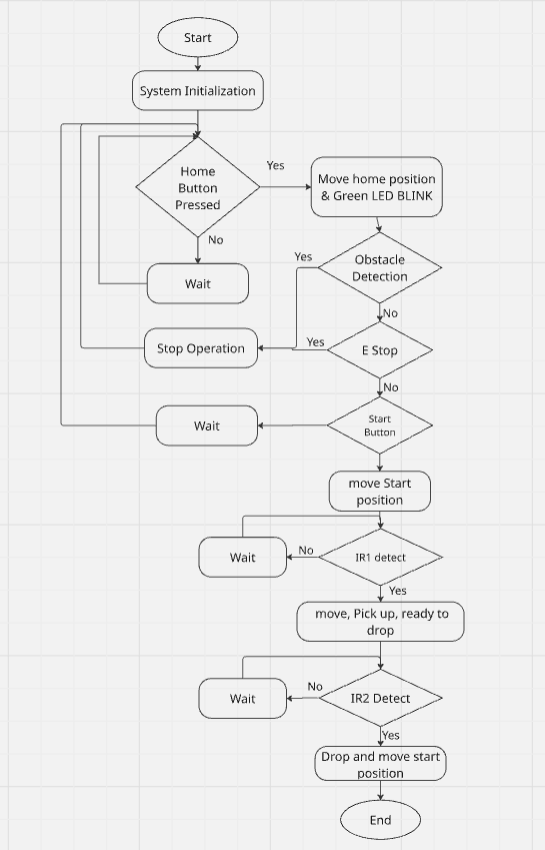 Start
System Initialization
Home
Button
Pressed
Yes
Move home position
& Green LED BLINK
No
Wait
Obstacle
Detection
Yes
No
Stop Operation
Yes
E Stop
No
Wait
Start
Button
move Start
position
IR1 detect
No
Wait
Yes
move, Pick up, ready to
drop
IR2 Detect
No
Wait
Yes
Drop and move start
position
End